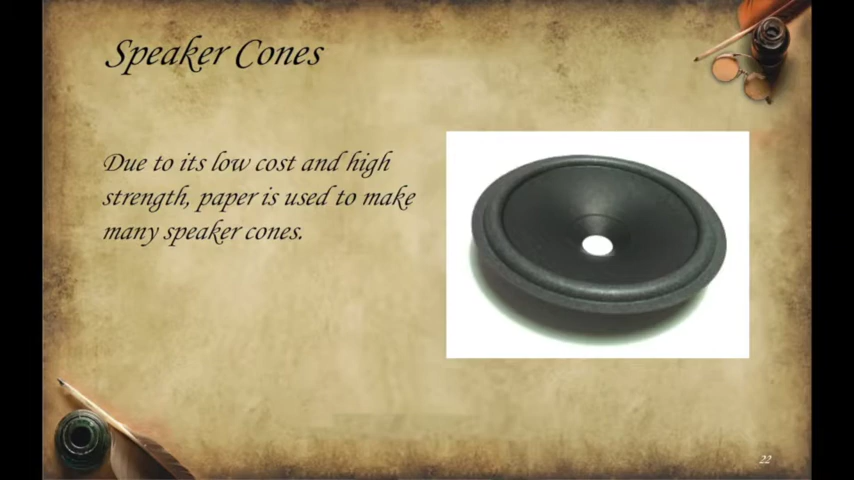 Speaker Cones
Due to its low cost and high
strength, paper is used to make
many speaker cones.
22